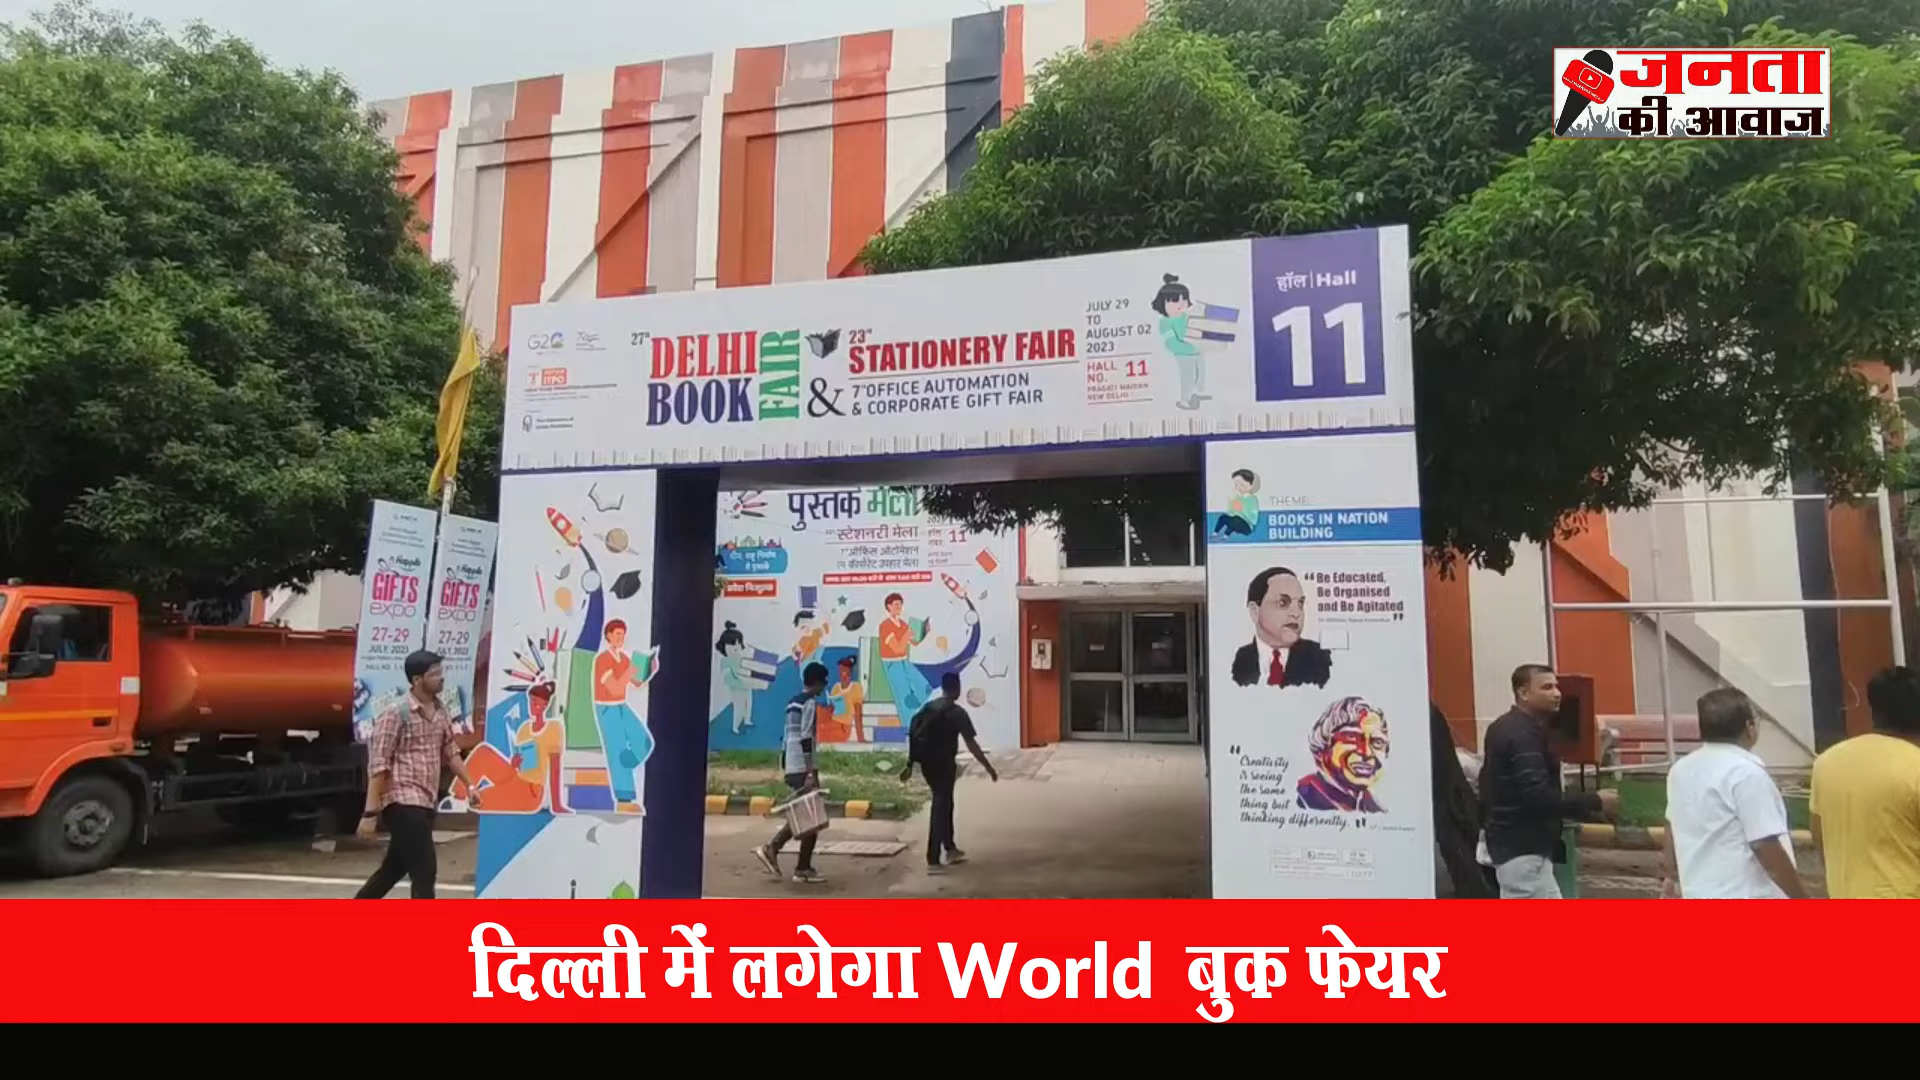 जनता
की आवाज
हॉल | Hall
11
G20
ITPO
27th
DELHI
BOOK
FAIR
&
23rd
STATIONERY FAIR
7th OFFICE AUTOMATION
& CORPORATE GIFT FAIR
JULY 29
TO
AUGUST 02
2023
HALL
NO. 11
PRAGATI MAIDAN
NEW DELHI
THEME:
BOOKS IN NATION
BUILDING
"Be Educated,
Be Organised
and Be Agitated"
"Creativity
is seeing
the same
thing but
thinking differently."
पुस्तक मेला
स्टेशनरी मेला
ऑफिस ऑटोमेशन
एवं कॉर्पोरेट उपहार मेला
11
प्रवेश निःशुल्क
GIFTS
expo
27-29
JULY, 2023
GIFTS
expo
27-29
JULY, 2023
दिल्ली में लगेगा World बुक फेयर